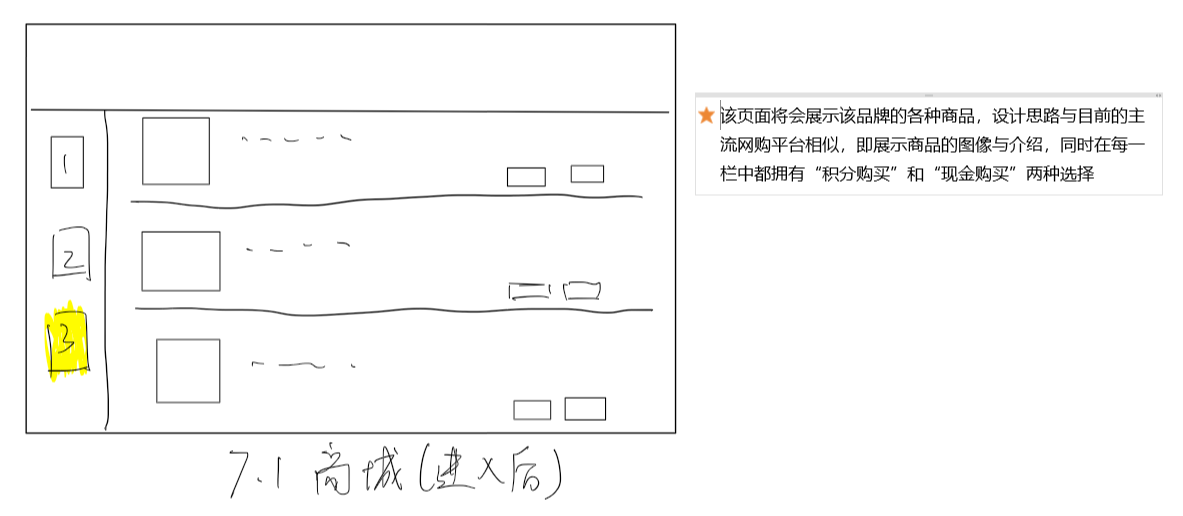 该页面将会展示该品牌的各种商品，设计思路与目前的主
流网购平台相似，即展示商品的图像与介绍，同时在每一
栏中都拥有“积分购买”和“现金购买”两种选择
1
2
3
7.1 商城(进入后)